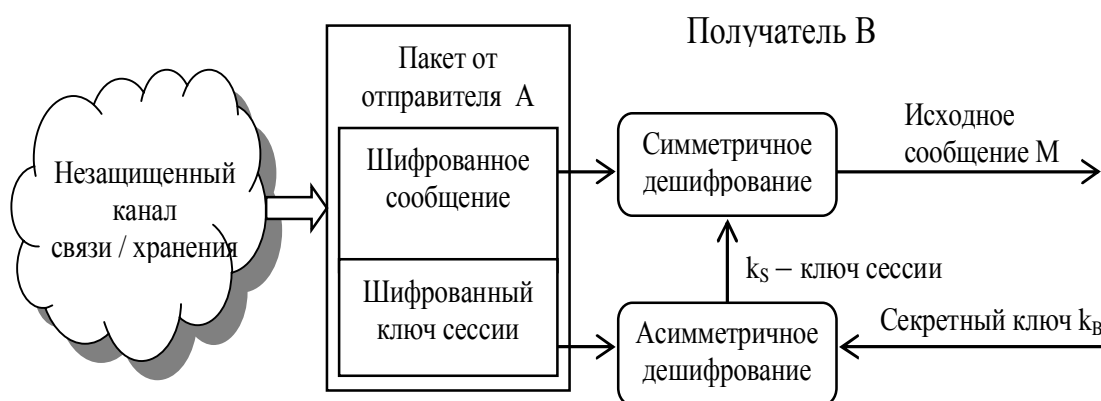 Получатель В
Пакет от
отправителя А
Незащищенный
канал
связи / хранения
Шифрованное
сообщение
Шифрованный
ключ сессии
Симметричное
дешифрование
Исходное
сообщение М
kS – ключ сессии
Асимметричное
дешифрование
Секретный ключ kB